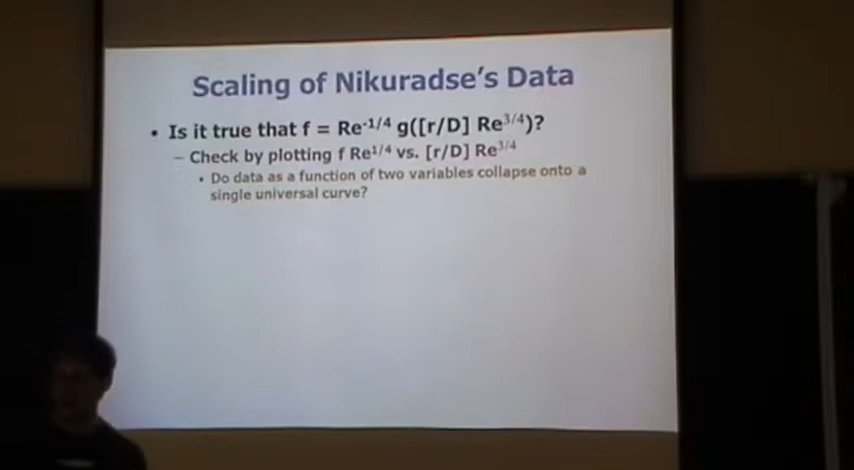 Scaling of Nikuradse's Data
• Is it true that f = Re⁻¹/⁴ g([r/D] Re³/⁴)?
– Check by plotting f Re¹/⁴ vs. [r/D] Re³/⁴
• Do data as a function of two variables collapse onto a
single universal curve?